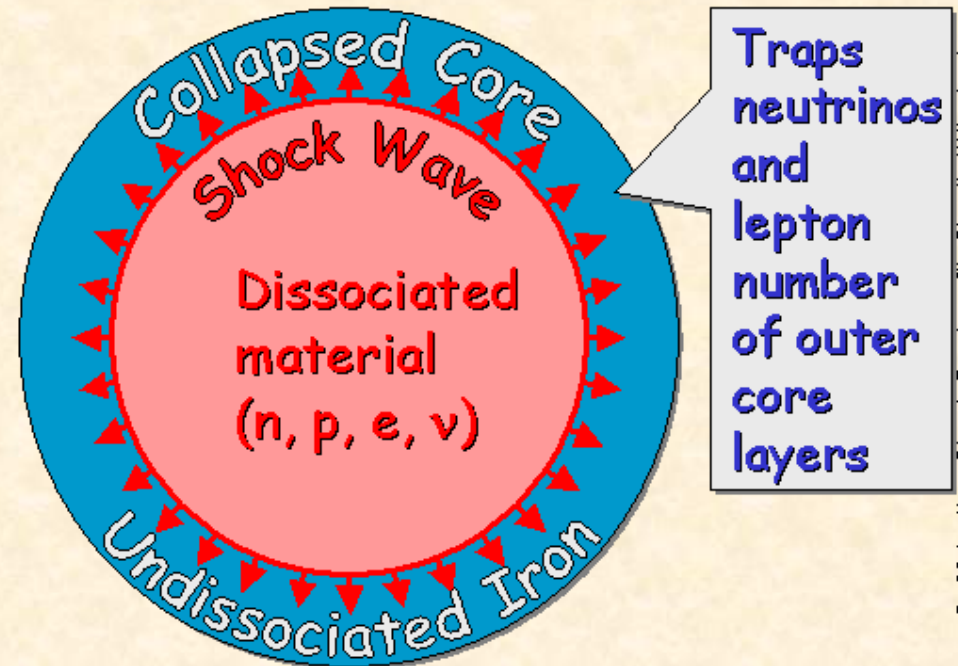 Collapsed Core
Shock Wave
Dissociated
material
(n, p, e, ν)
Undissociated Iron
Traps
neutrinos
and
lepton
number
of outer
core
layers